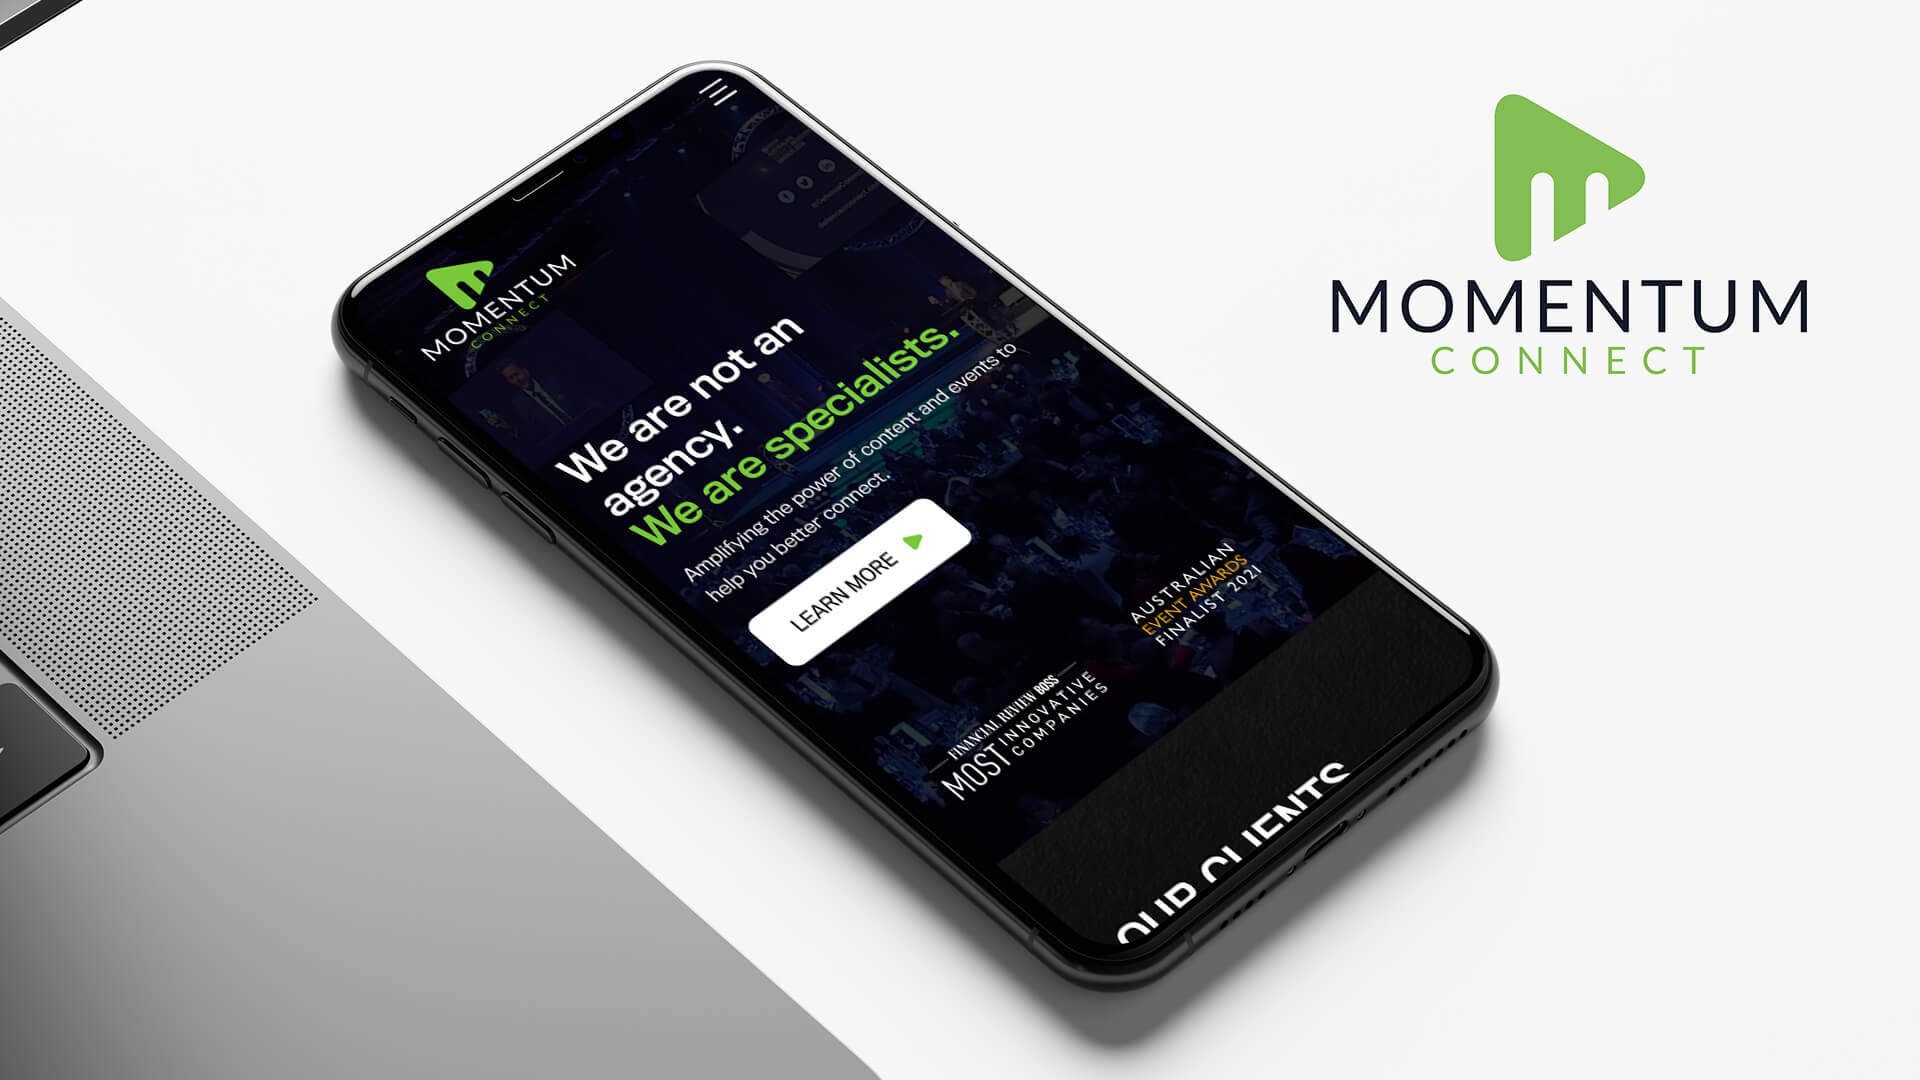 MOMENTUM
CONNECT
We are not an
agency.
We are specialists.
Amplifying the power of content and events to
help you better connect.
LEARN MORE
AUSTRALIAN
EVENT AWARDS
FINALIST 2021
FINANCIAL REVIEW BOSS
MOST INNOVATIVE
COMPANIES
OUR CLIENTS
MOMENTUM
CONNECT